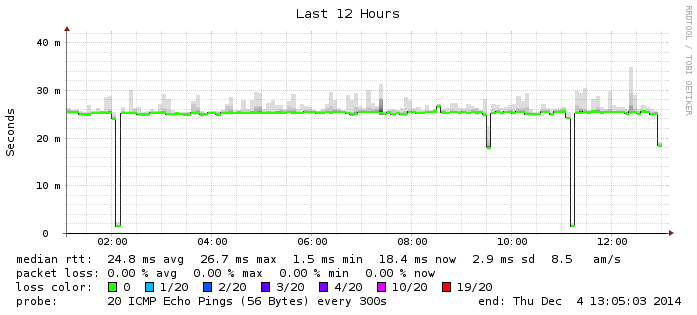 Last 12 Hours
RRDTOOL / TOBI OETIKER
Seconds
40 m
30 m
20 m
10 m
0
02:00 04:00 06:00 08:00 10:00 12:00
median rtt: 24.8 ms avg 26.7 ms max 1.5 ms min 18.4 ms now 2.9 ms sd 8.5 am/s
packet loss: 0.00 % avg 0.00 % max 0.00 % min 0.00 % now
loss color: 0 1/20 2/20 3/20 4/20 10/20 19/20
probe: 20 ICMP Echo Pings (56 Bytes) every 300s end: Thu Dec 4 13:05:03 2014